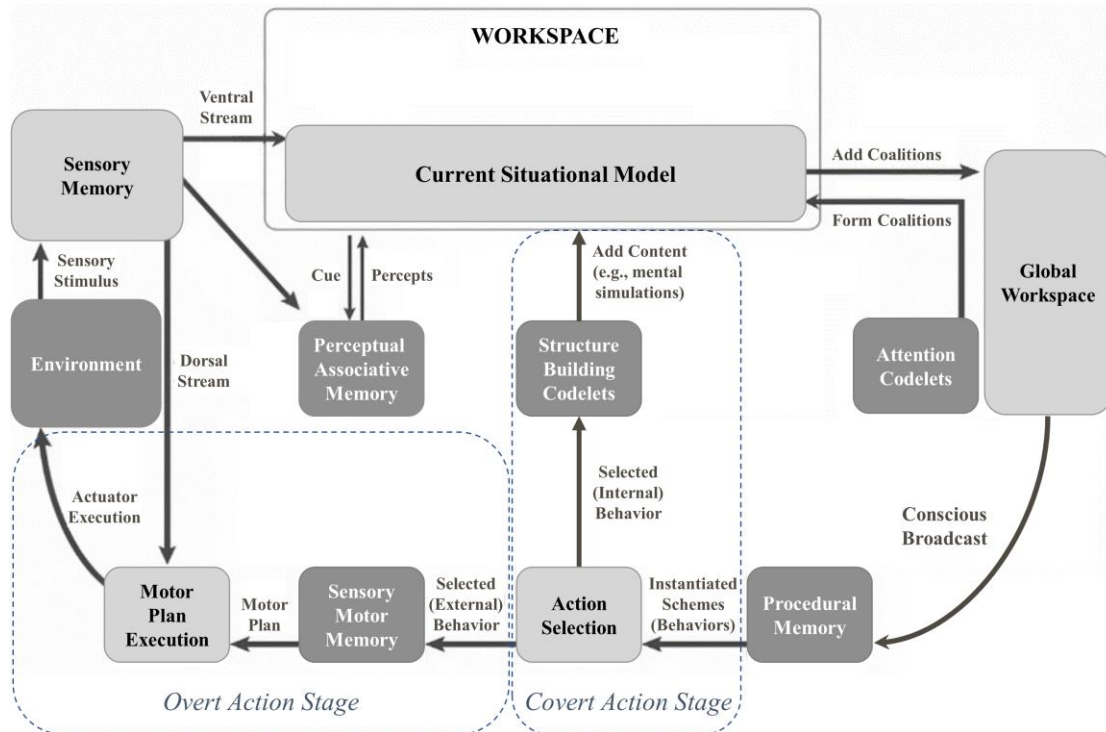 WORKSPACE
Ventral
Stream
Sensory
Memory
Current Situational Model
Add Coalitions
Form Coalitions
Global
Workspace
Sensory
Stimulus
Cue
Percepts
Add Content
(e.g., mental
simulations)
Environment
Dorsal
Stream
Perceptual
Associative
Memory
Structure
Building
Codelets
Attention
Codelets
Actuator
Execution
Selected
(Internal)
Behavior
Conscious
Broadcast
Motor
Plan
Execution
Motor
Plan
Sensory
Motor
Memory
Selected
(External)
Behavior
Action
Selection
Instantiated
Schemes
(Behaviors)
Procedural
Memory
Overt Action Stage
Covert Action Stage